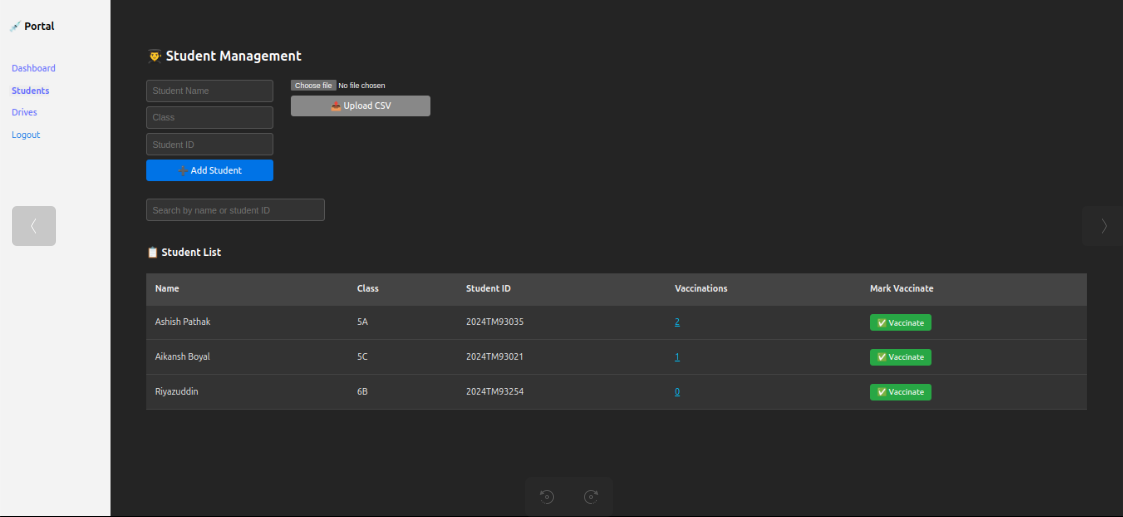 Portal
Dashboard
Students
Drives
Logout
Student Management
Student Name
Class
Student ID
Add Student
Choose file No file chosen
Upload CSV
Search by name or student ID
Student List
Name Class Student ID Vaccinations Mark Vaccinate
Ashish Pathak 5A 2024TM93035 2 Vaccinate
Aikansh Boyal 5C 2024TM93021 1 Vaccinate
Riyazuddin 6B 2024TM93254 0 Vaccinate